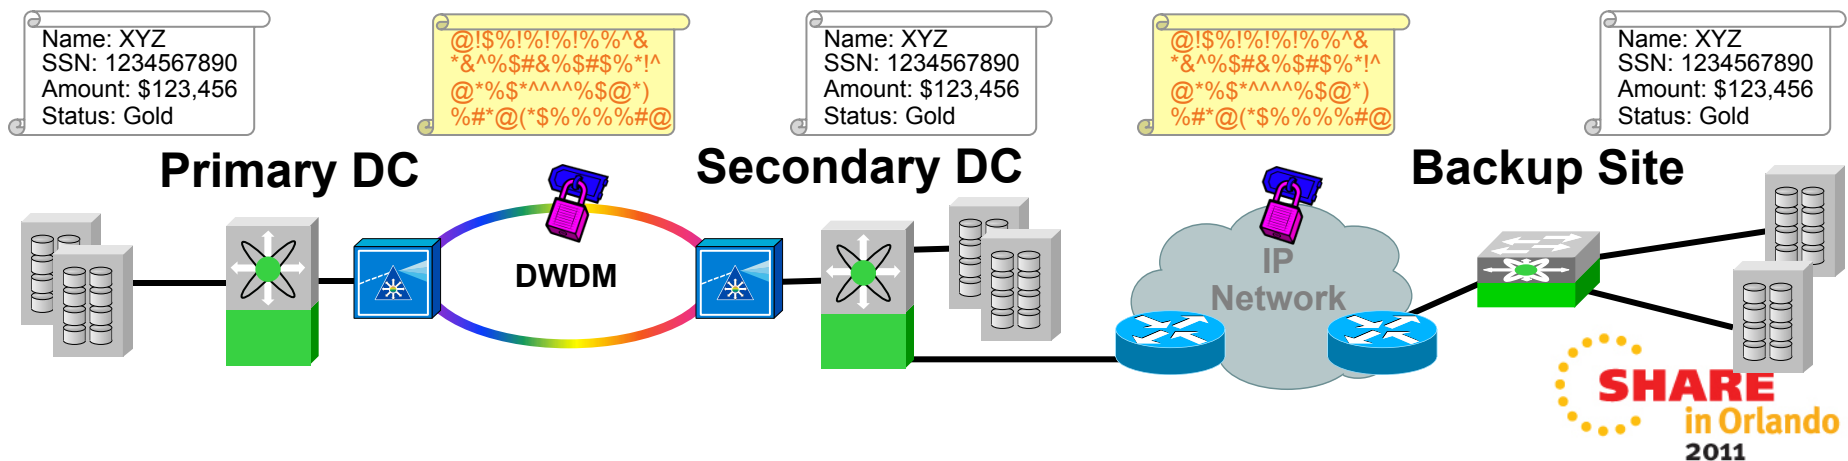 Name: XYZ
SSN: 1234567890
Amount: $123,456
Status: Gold
@!$%!%!%!%%^&
*&^%$#&%$#$%*!^
@*%$*^^^^%$@*)
%#*@(*$%%%%#@
Name: XYZ
SSN: 1234567890
Amount: $123,456
Status: Gold
@!$%!%!%!%%^&
*&^%$#&%$#$%*!^
@*%$*^^^^%$@*)
%#*@(*$%%%%#@
Name: XYZ
SSN: 1234567890
Amount: $123,456
Status: Gold
Primary DC
Secondary DC
Backup Site
DWDM
IP
Network
SHARE
in Orlando
2011